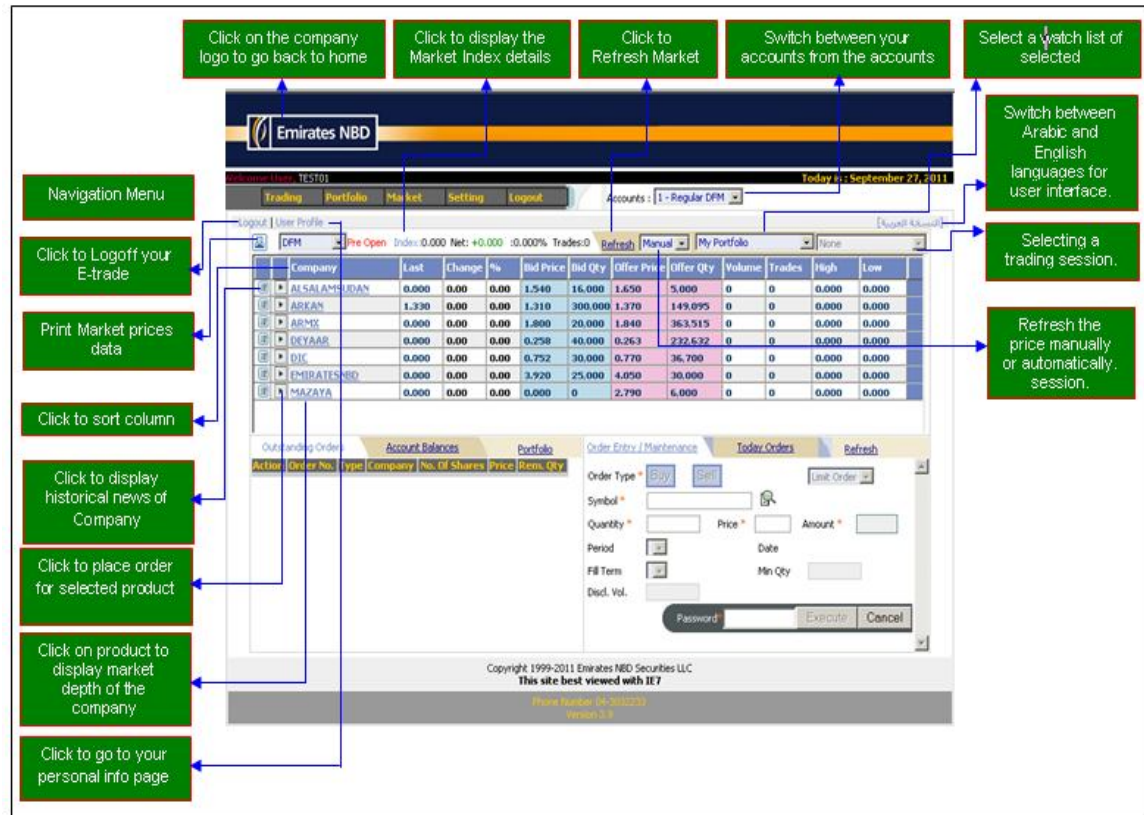 Click on the company
logo to go back to home
Click to display the
Market Index details
Click to
Refresh Market
Switch between your
accounts from the accounts
Select a watch list of
selected
Emirates NBD
Switch between
Arabic and
English
languages for
user interface.
Welcome User, TEST01
Today is : September 27, 2011
Navigation Menu
Trading Portfolio Market Setting Logout
Accounts : 1 - Regular DFM
Logout | User Profile
[النسخة العربية]
Click to Logoff your
E-trade
DFM Pre Open Index:0.000 Net: +0.000 :0.000% Trades:0 Refresh Manual My Portfolio None
Selecting a
trading session.
Company Last Change % Bid Price Bid Qty Offer Price Offer Qty Volume Trades High Low
ALSALAMSUDAN 0.000 0.00 0.00 1.540 16,000 1.650 5,000 0 0 0.000 0.000
ARKAN 1.330 0.00 0.00 1.310 300,000 1.370 149,095 0 0 0.000 0.000
ARMX 0.000 0.00 0.00 1.800 20,000 1.840 363,515 0 0 0.000 0.000
DEYAAR 0.000 0.00 0.00 0.258 40,000 0.263 232,632 0 0 0.000 0.000
DIC 0.000 0.00 0.00 0.752 30,000 0.770 36,700 0 0 0.000 0.000
EMIRATESNBD 0.000 0.00 0.00 3.920 25,000 4.050 30,000 0 0 0.000 0.000
MAZAYA 0.000 0.00 0.00 0.000 0 2.790 6,000 0 0 0.000 0.000
Print Market prices
data
Refresh the
price manually
or automatically.
session.
Click to sort column
Click to display
historical news of
Company
Outstanding Orders Account Balances Portfolio
Action Order No. Type Company No. Of Shares Price Rem. Qty
Order Entry / Maintenance Today Orders Refresh
Order Type * Buy Sell Limit Order
Symbol *
Quantity * Price * Amount *
Period Date
Fill Term Min Qty
Discl. Vol.
Password* Execute Cancel
Click to place order
for selected product
Click on product to
display market
depth of the
company
Copyright 1999-2011 Emirates NBD Securities LLC
This site best viewed with IE7
Phone Number 04-3032233
Version 3.9
Click to go to your
personal info page